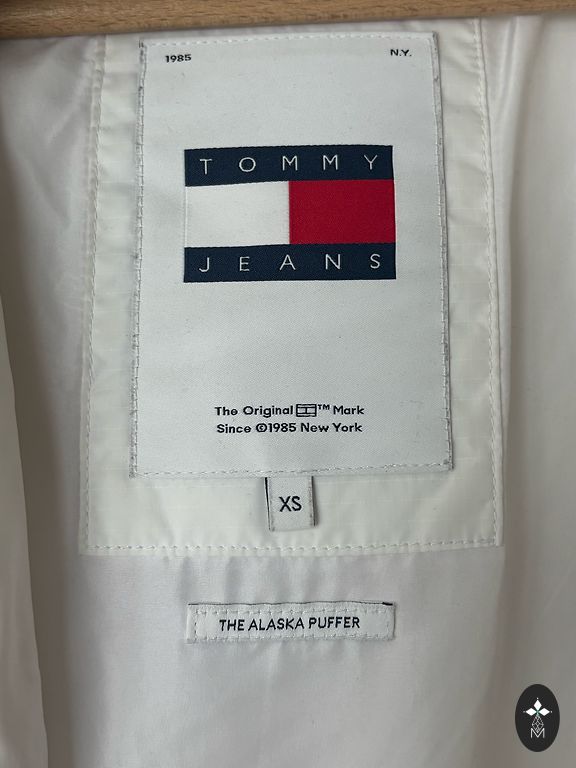 1985 N.Y.
TOMMY
JEANS
The Original ™ Mark
Since ©1985 New York
XS
THE ALASKA PUFFER
M